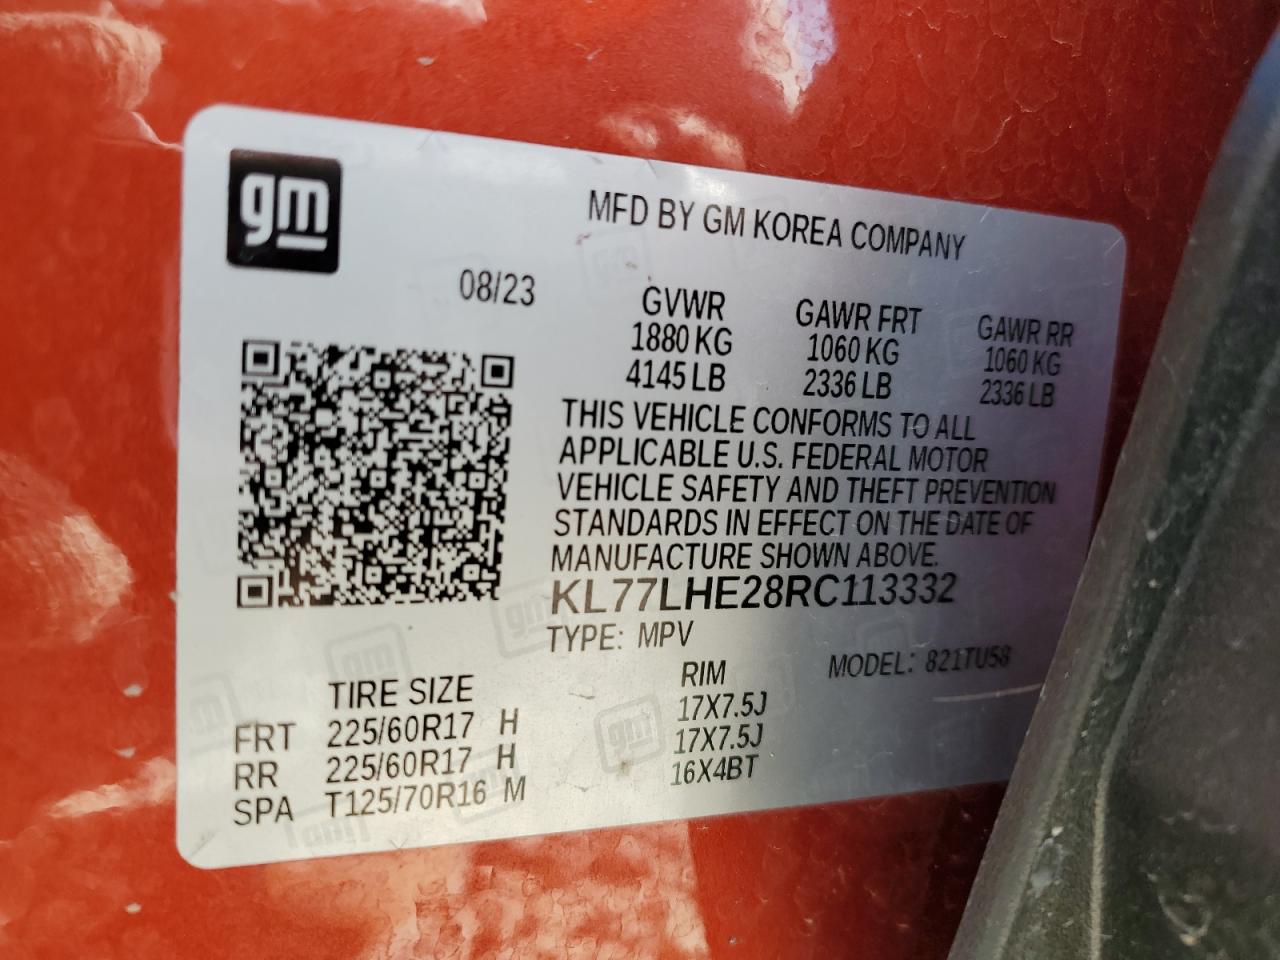 gm
MFD BY GM KOREA COMPANY
08/23
GVWR GAWR FRT GAWR RR
1880 KG 1060 KG 1060 KG
4145 LB 2336 LB 2336 LB
THIS VEHICLE CONFORMS TO ALL
APPLICABLE U.S. FEDERAL MOTOR
VEHICLE SAFETY AND THEFT PREVENTION
STANDARDS IN EFFECT ON THE DATE OF
MANUFACTURE SHOWN ABOVE.
KL77LHE28RC113332
TYPE: MPV MODEL: 821TU58
TIRE SIZE RIM
FRT 225/60R17 H 17X7.5J
RR 225/60R17 H 17X7.5J
SPA T125/70R16 M 16X4BT